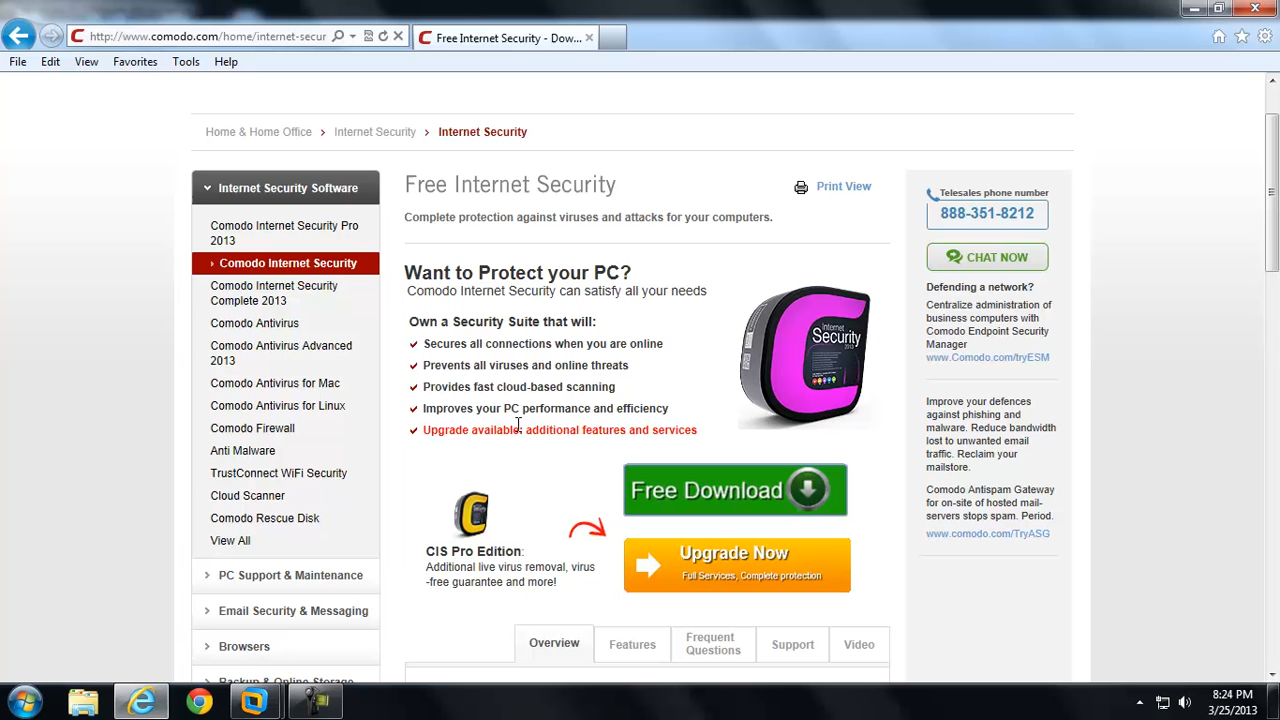 http://www.comodo.com/home/internet-secur
Free Internet Security - Dow...
File Edit View Favorites Tools Help
Home & Home Office > Internet Security > Internet Security
Internet Security Software
Comodo Internet Security Pro
2013
Comodo Internet Security
Comodo Internet Security
Complete 2013
Comodo Antivirus
Comodo Antivirus Advanced
2013
Comodo Antivirus for Mac
Comodo Antivirus for Linux
Comodo Firewall
Anti Malware
TrustConnect WiFi Security
Cloud Scanner
Comodo Rescue Disk
View All
PC Support & Maintenance
Email Security & Messaging
Browsers
Backup & Online Storage
Free Internet Security
Print View
Complete protection against viruses and attacks for your computers.
Want to Protect your PC?
Comodo Internet Security can satisfy all your needs
Own a Security Suite that will:
Secures all connections when you are online
Prevents all viruses and online threats
Provides fast cloud-based scanning
Improves your PC performance and efficiency
Upgrade available: additional features and services
Internet
Security
2013
Free Download
CIS Pro Edition:
Additional live virus removal, virus
-free guarantee and more!
Upgrade Now
Full Services, Complete protection
Overview
Features
Frequent
Questions
Support
Video
Telesales phone number
888-351-8212
CHAT NOW
Defending a network?
Centralize administration of
business computers with
Comodo Endpoint Security
Manager
www.Comodo.com/tryESM
Improve your defences
against phishing and
malware. Reduce bandwidth
lost to unwanted email
traffic. Reclaim your
mailstore.
Comodo Antispam Gateway
for on-site of hosted mail-
servers stops spam. Period.
www.comodo.com/TryASG
8:24 PM
3/25/2013